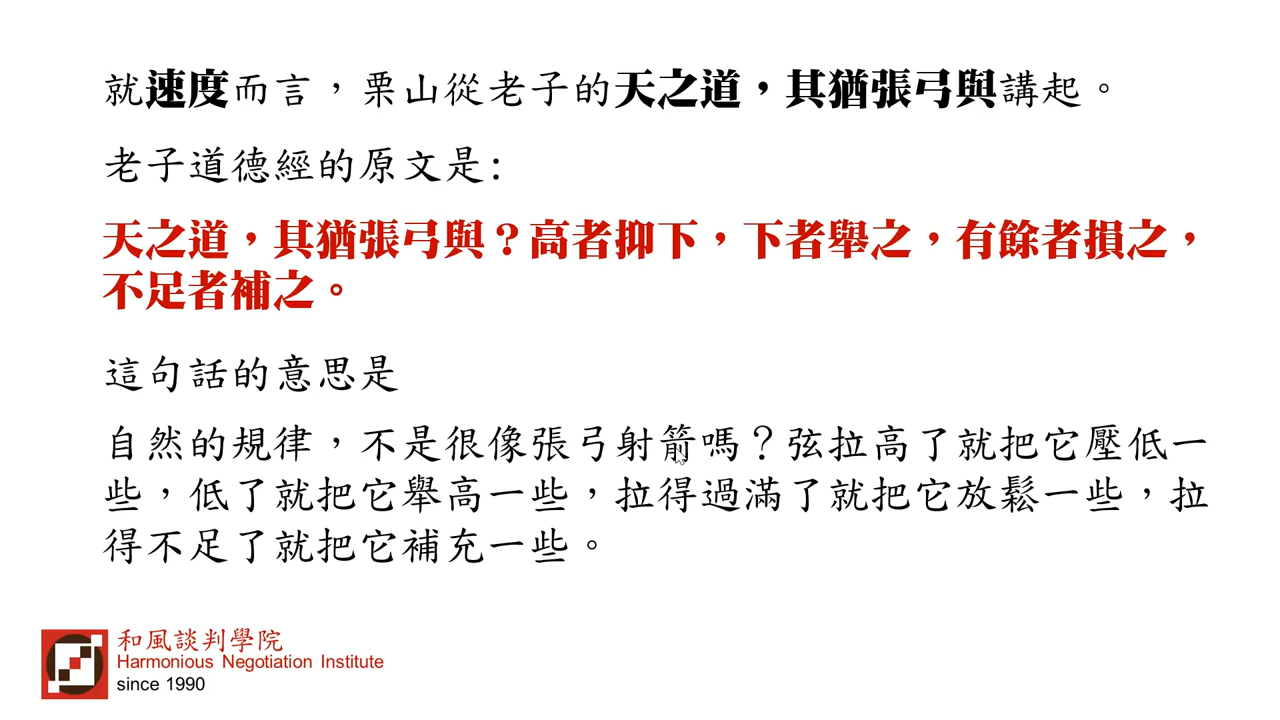 就速度而言，栗山從老子的天之道，其猶張弓與講起。
老子道德經的原文是:
天之道，其猶張弓與？高者抑下，下者舉之，有餘者損之，
不足者補之。
這句話的意思是
自然的規律，不是很像張弓射箭嗎？弦拉高了就把它壓低一
些，低了就把它舉高一些，拉得過滿了就把它放鬆一些，拉
得不足了就把它補充一些。
和風談判學院
Harmonious Negotiation Institute
since 1990